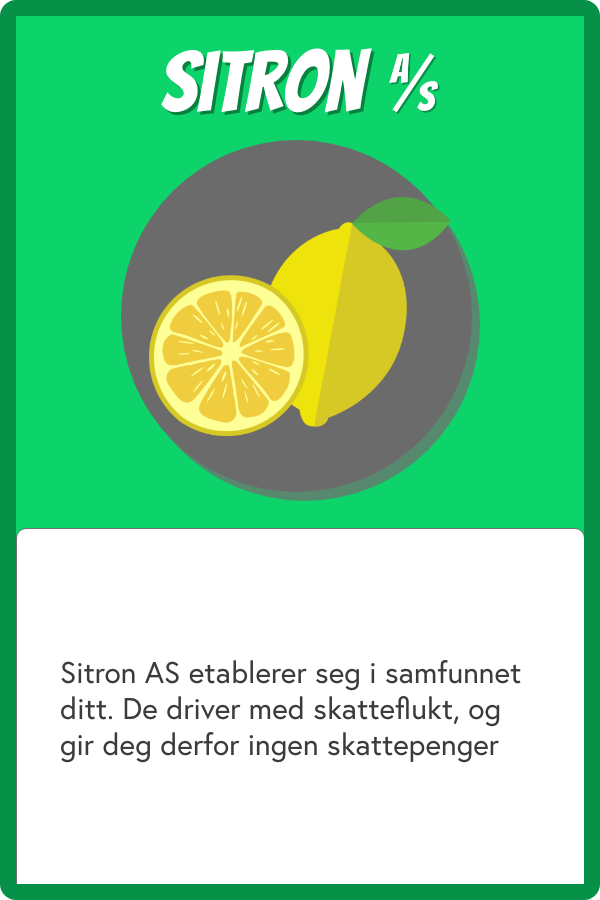 SITRON A/S
Sitron AS etablerer seg i samfunnet
ditt. De driver med skatteflukt, og
gir deg derfor ingen skattepenger